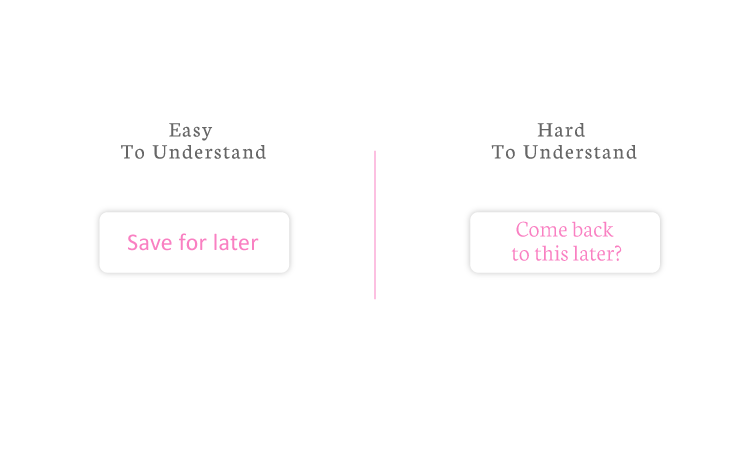 Easy
To Understand
Save for later
Hard
To Understand
Come back
to this later?